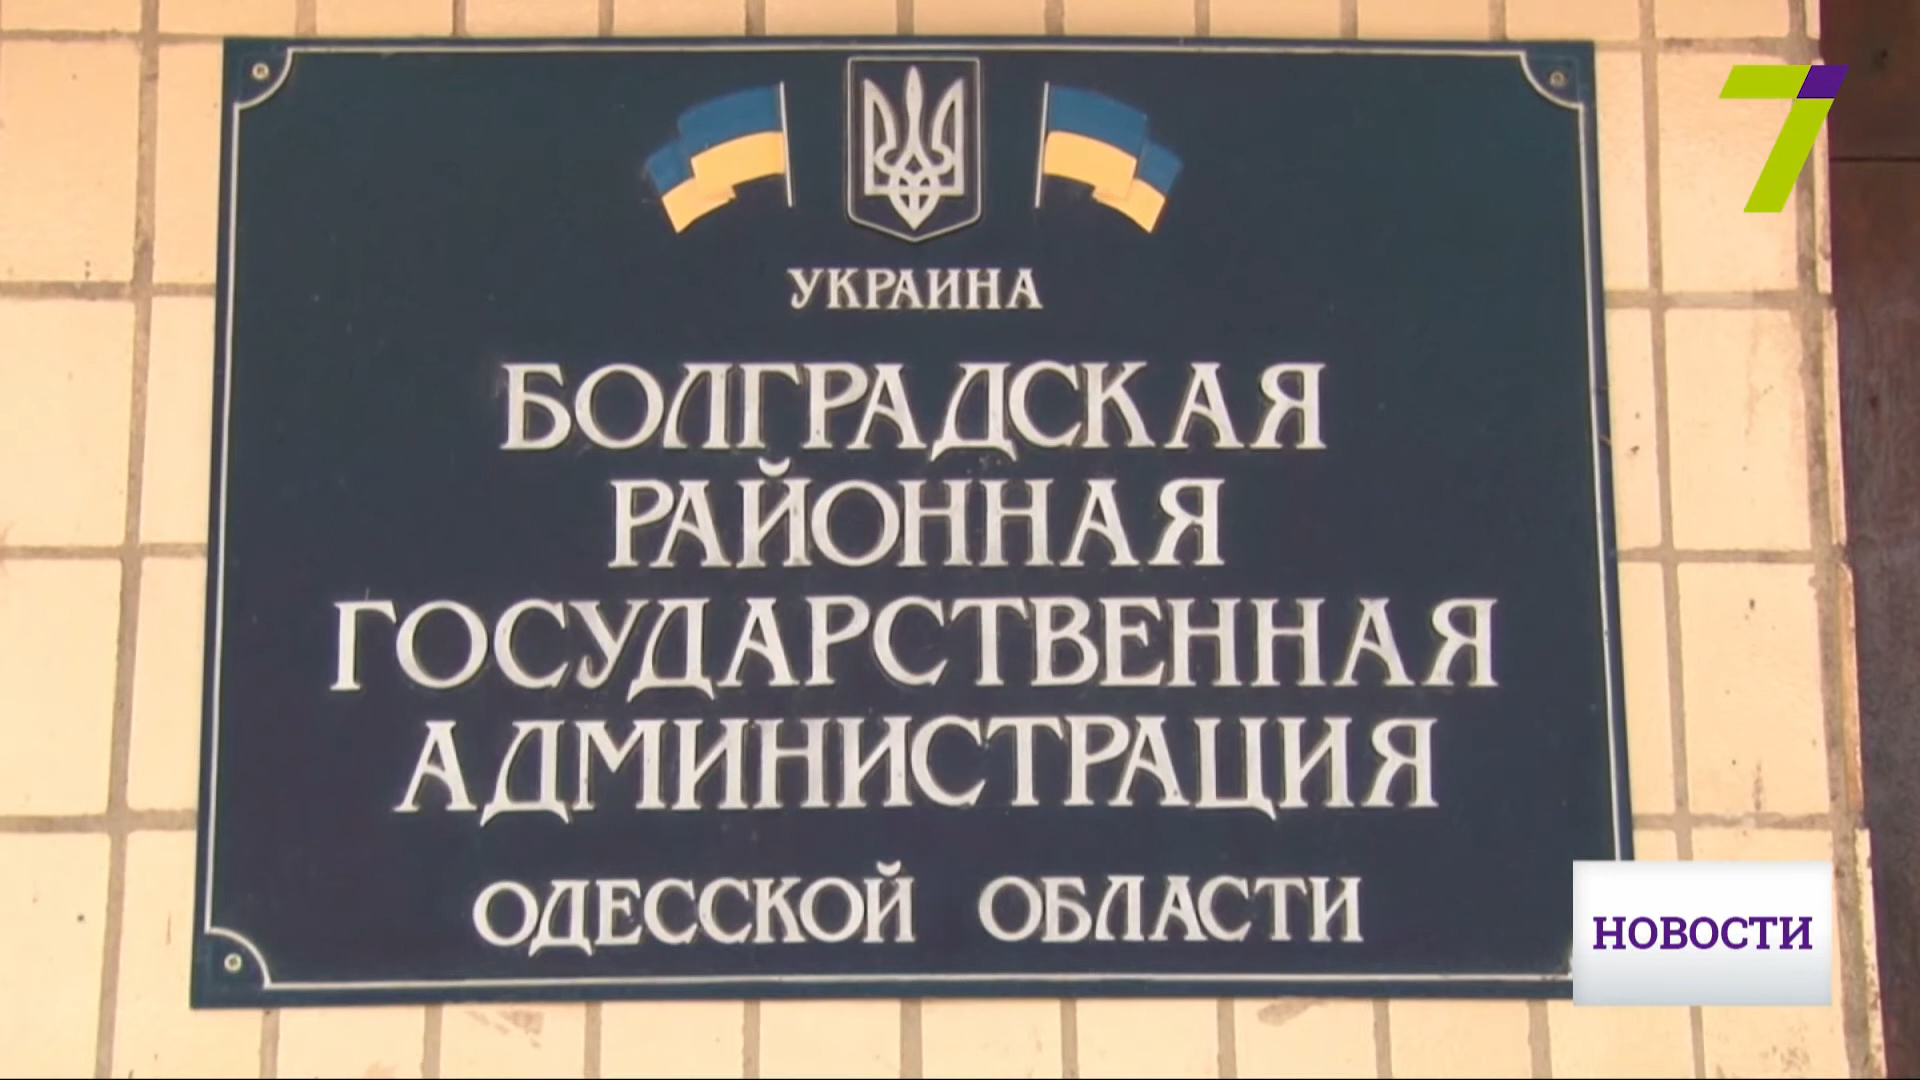 7
УКРАИНА
БОЛГРАДСКАЯ
РАЙОННАЯ
ГОСУДАРСТВЕННАЯ
АДМИНИСТРАЦИЯ
ОДЕССКОЙ ОБЛАСТИ
НОВОСТИ